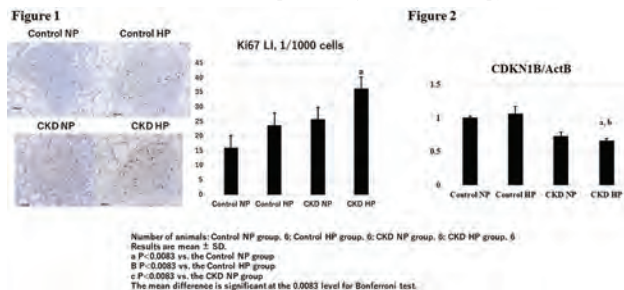 Figure 1
Control NP
Control HP
CKD NP
CKD HP
Ki67 LI, 1/1000 cells
45
40
35
30
25
20
15
10
5
0
a
Control NP
Control HP
CKD NP
CKD HP
Figure 2
CDKN1B/ActB
1.5
1
0.5
0
a, b
Control NP
Control HP
CKD NP
CKD HP
Number of animals: Control NP group, 6; Control HP group, 6; CKD NP group, 6; CKD HP group, 6
Results are mean ± SD.
a P<0.0083 vs. the Control NP group
B P<0.0083 vs. the Control HP group
c P<0.0083 vs. the CKD NP group
The mean difference is significant at the 0.0083 level for Bonferroni test.